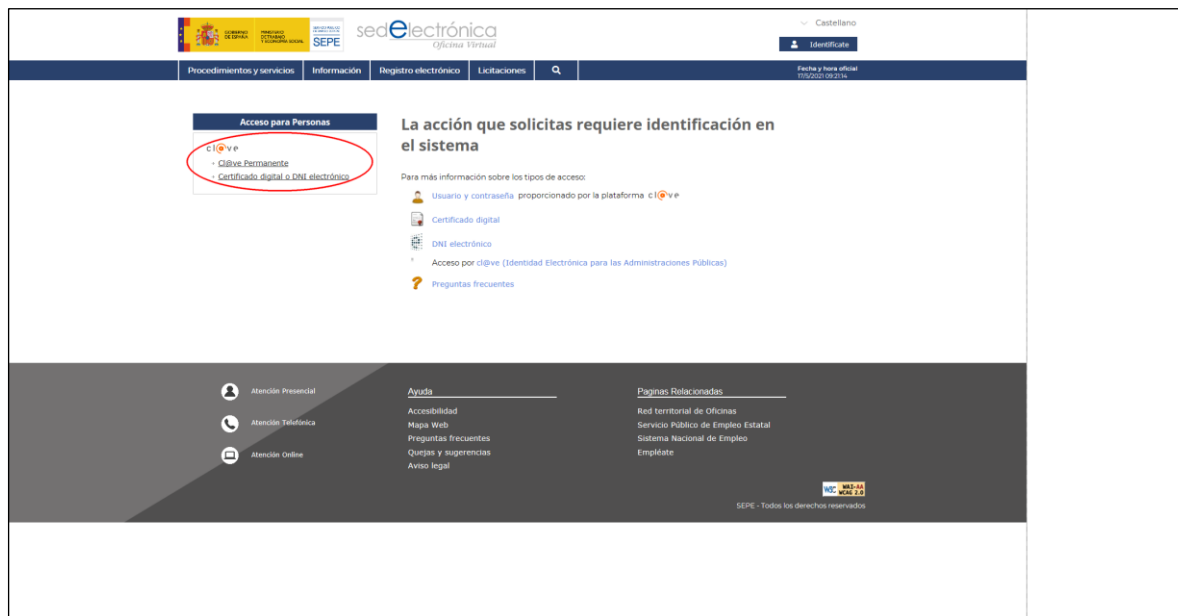 GOBIERNO
DE ESPAÑA
MINISTERIO
DE TRABAJO
Y ECONOMÍA SOCIAL
SEPE
sedelectrónica
Oficina Virtual
Castellano
Identifícate
Procedimientos y servicios
Información
Registro electrónico
Licitaciones
Fecha y hora oficial
17/5/2021 09:21:14
Acceso para Personas
cl@ve
Cl@ve Permanente
Certificado digital o DNI electrónico
La acción que solicitas requiere identificación en
el sistema
Para más información sobre los tipos de acceso:
Usuario y contraseña proporcionado por la plataforma cl@ve
Certificado digital
DNI electrónico
Acceso por cl@ve (Identidad Electrónica para las Administraciones Públicas)
? Preguntas frecuentes
Atención Presencial
Atención Telefónica
Atención Online
Ayuda
Accesibilidad
Mapa Web
Preguntas frecuentes
Quejas y sugerencias
Aviso legal
Paginas Relacionadas
Red territorial de Oficinas
Servicio Público de Empleo Estatal
Sistema Nacional de Empleo
Empléate
W3C WAI-AA
WCAG 2.0
SEPE - Todos los derechos reservados